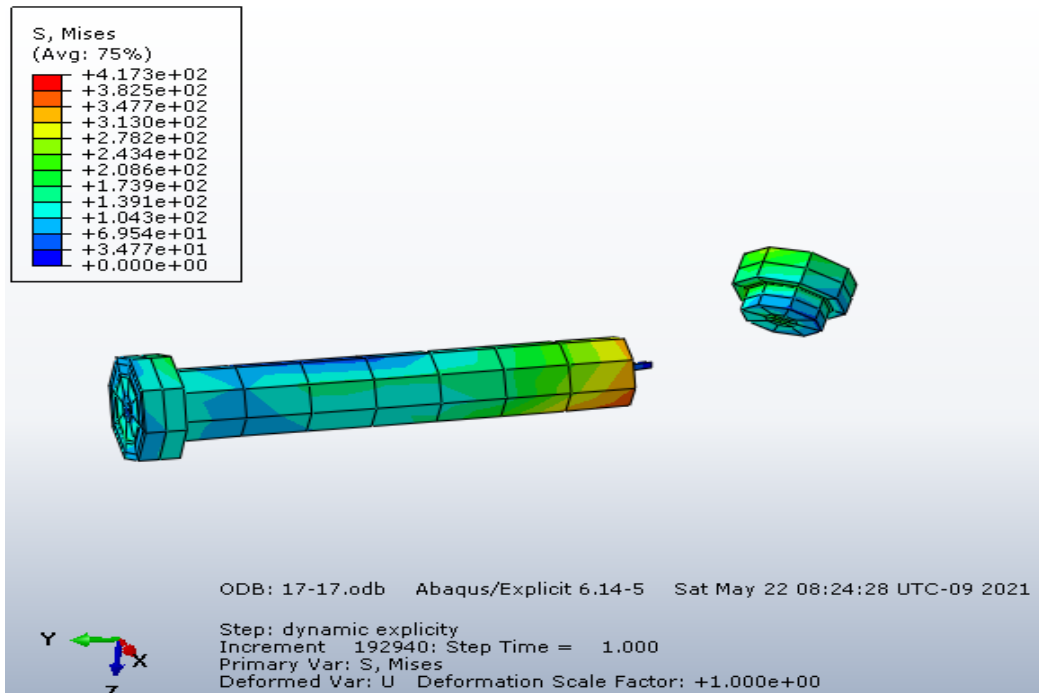 S, Mises
(Avg: 75%)
+4.173e+02
+3.825e+02
+3.477e+02
+3.130e+02
+2.782e+02
+2.434e+02
+2.086e+02
+1.739e+02
+1.391e+02
+1.043e+02
+6.954e+01
+3.477e+01
+0.000e+00
ODB: 17-17.odb Abaqus/Explicit 6.14-5 Sat May 22 08:24:28 UTC-09 2021
Y
X
Z
Step: dynamic explicity
Increment 192940: Step Time = 1.000
Primary Var: S, Mises
Deformed Var: U Deformation Scale Factor: +1.000e+00